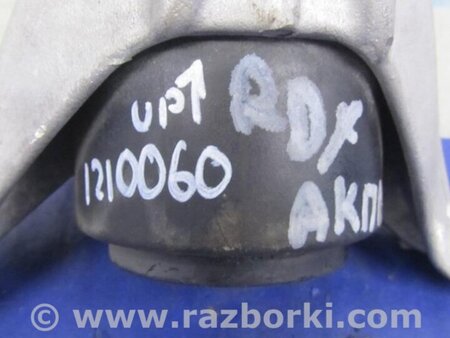 UP↑ RDX
1210060 АКПП
© www.razborki.com